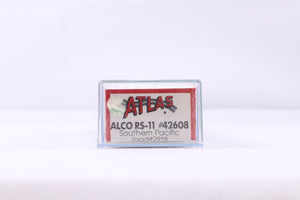 ATLAS
ALCO RS-11 #42608
Southern Pacific
Road#2918